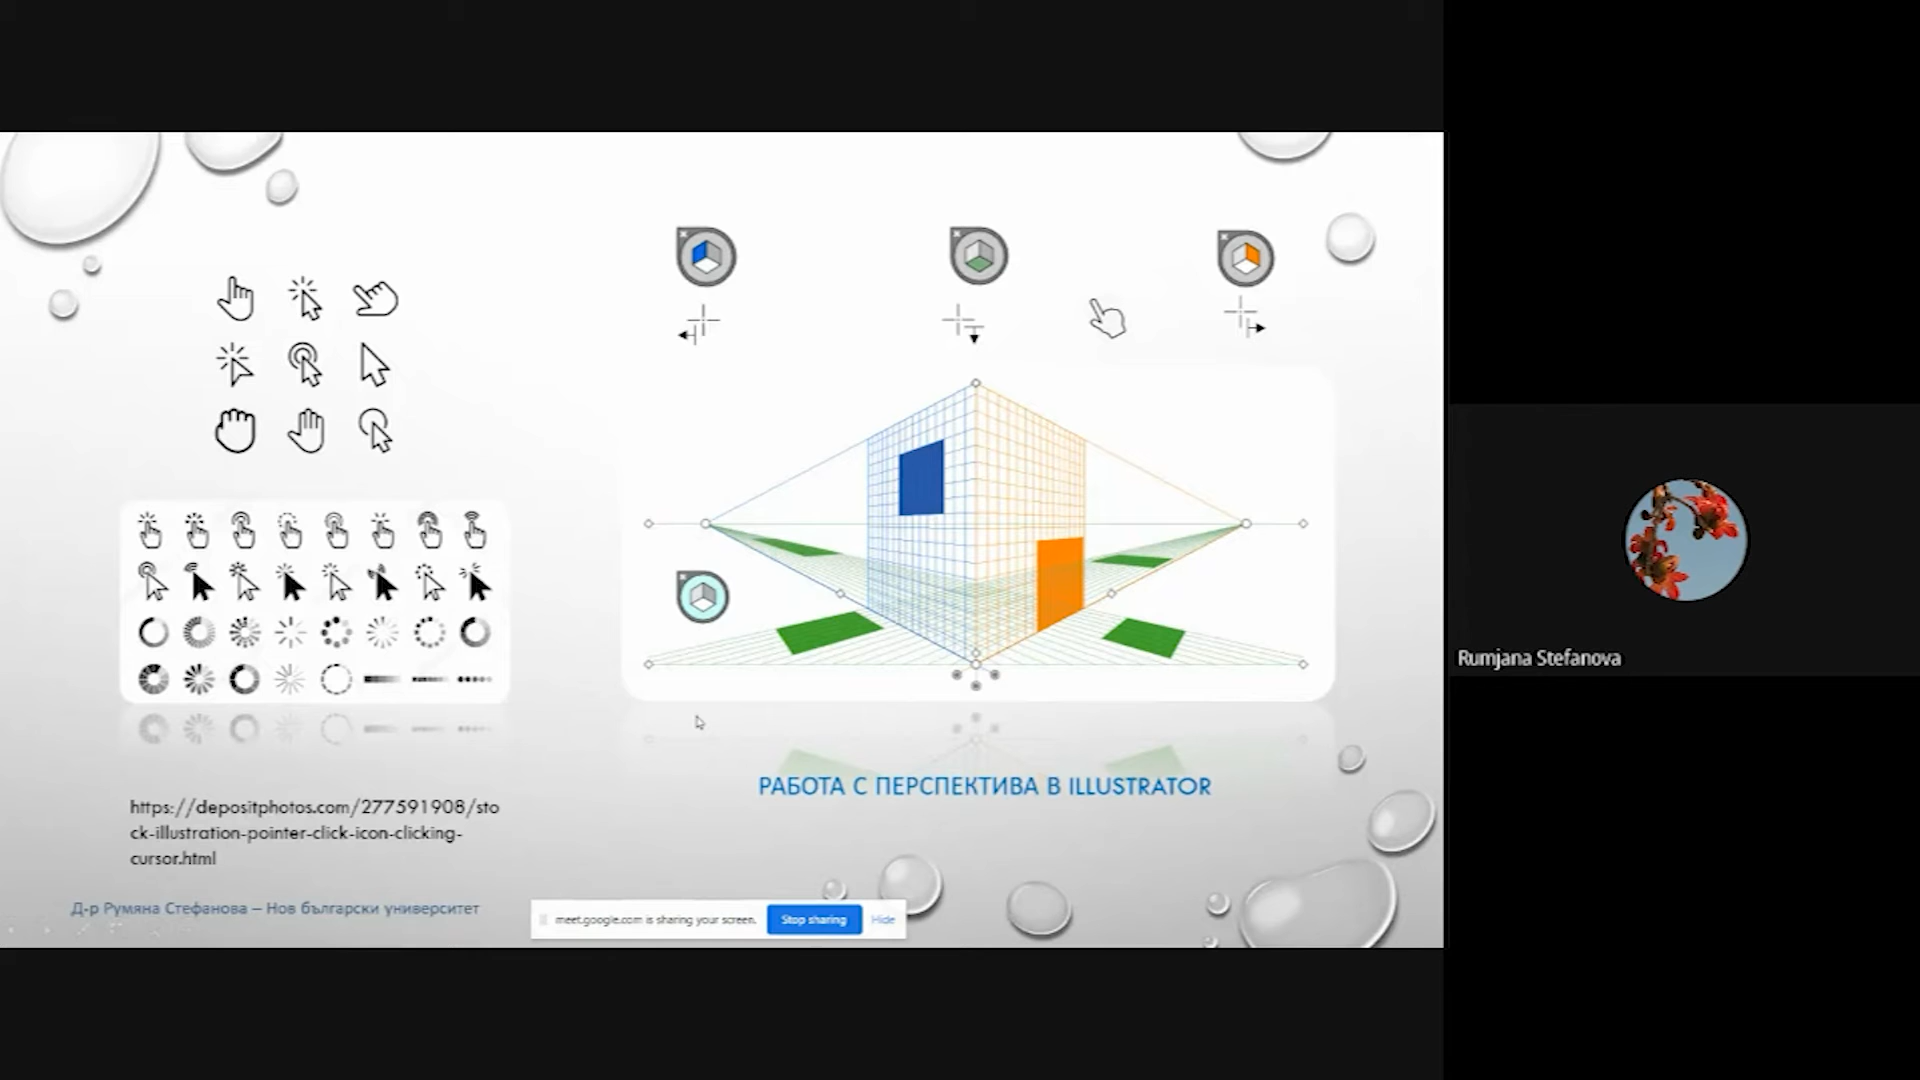 РАБОТА С ПЕРСПЕКТИВА В ILLUSTRATOR
https://depositphotos.com/277591908/sto
ck-illustration-pointer-click-icon-clicking-
cursor.html
Д-р Румяна Стефанова – Нов български университет
meet.google.com is sharing your screen.
Stop sharing
Hide
Rumjana Stefanova